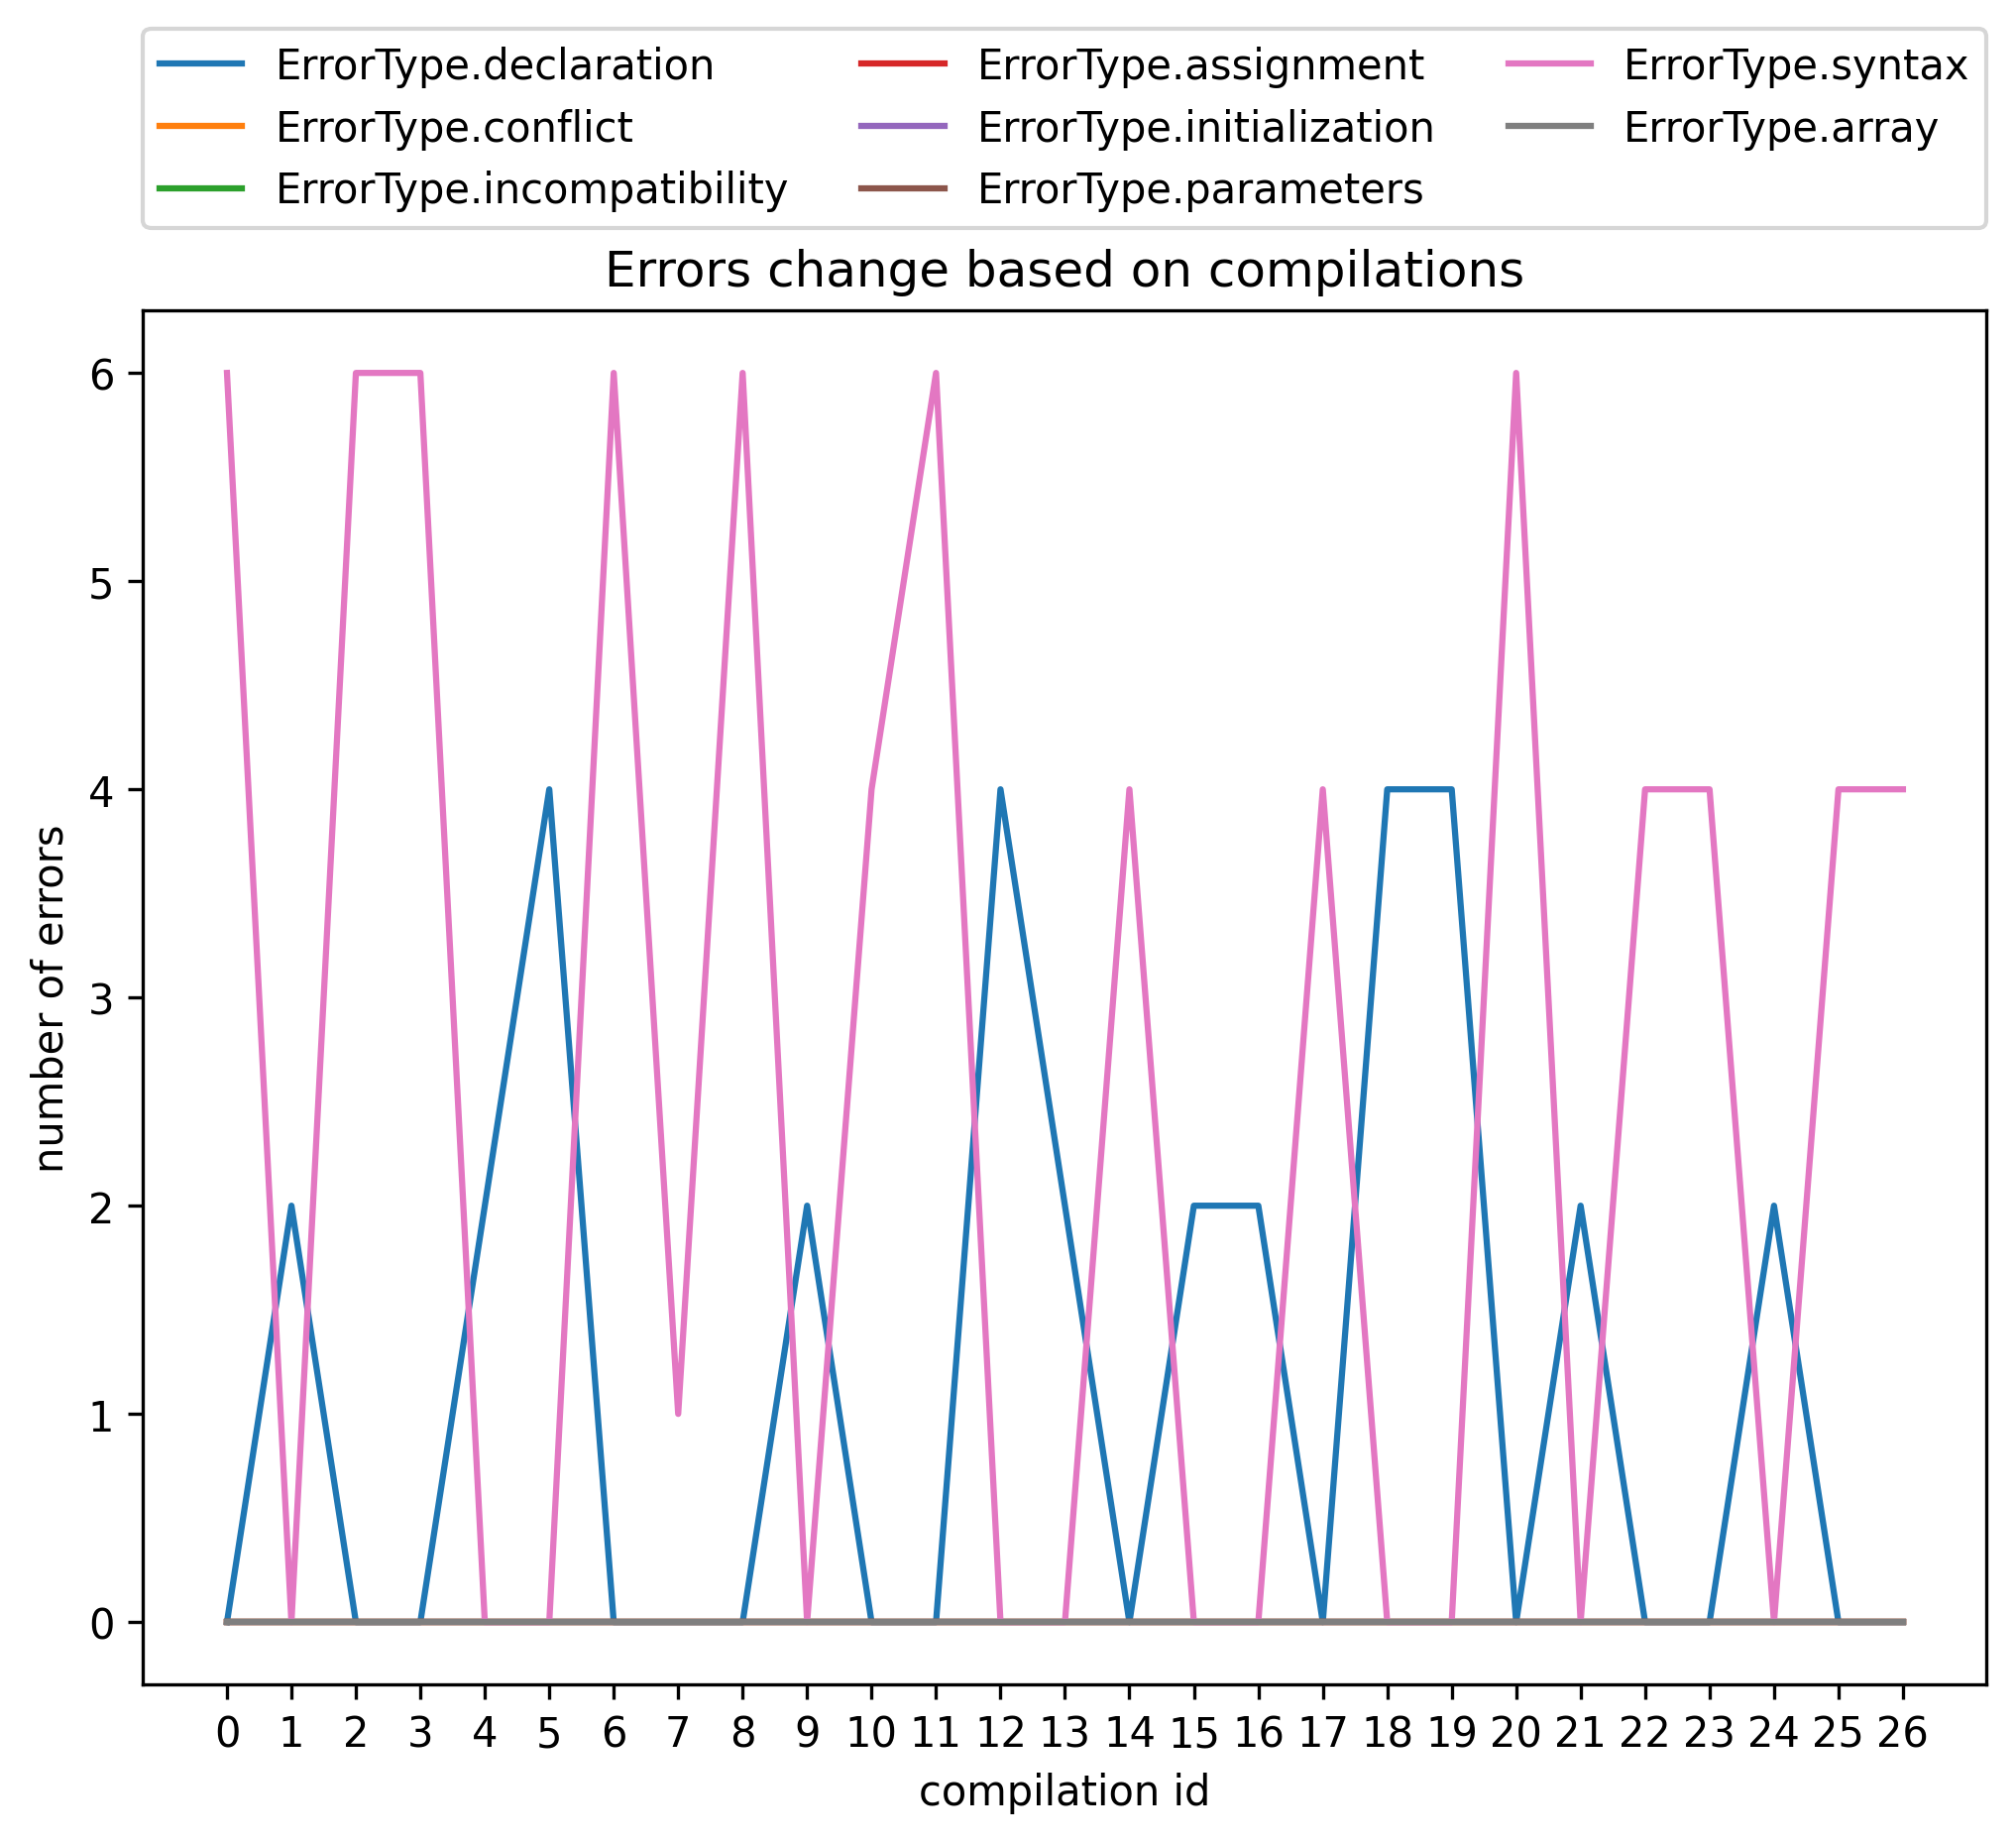 ErrorType.declaration
ErrorType.conflict
ErrorType.incompatibility
ErrorType.assignment
ErrorType.initialization
ErrorType.parameters
ErrorType.syntax
ErrorType.array
Errors change based on compilations
number of errors
6
5
4
3
2
1
0
0 1 2 3 4 5 6 7 8 9 10 11 12 13 14 15 16 17 18 19 20 21 22 23 24 25 26
compilation id